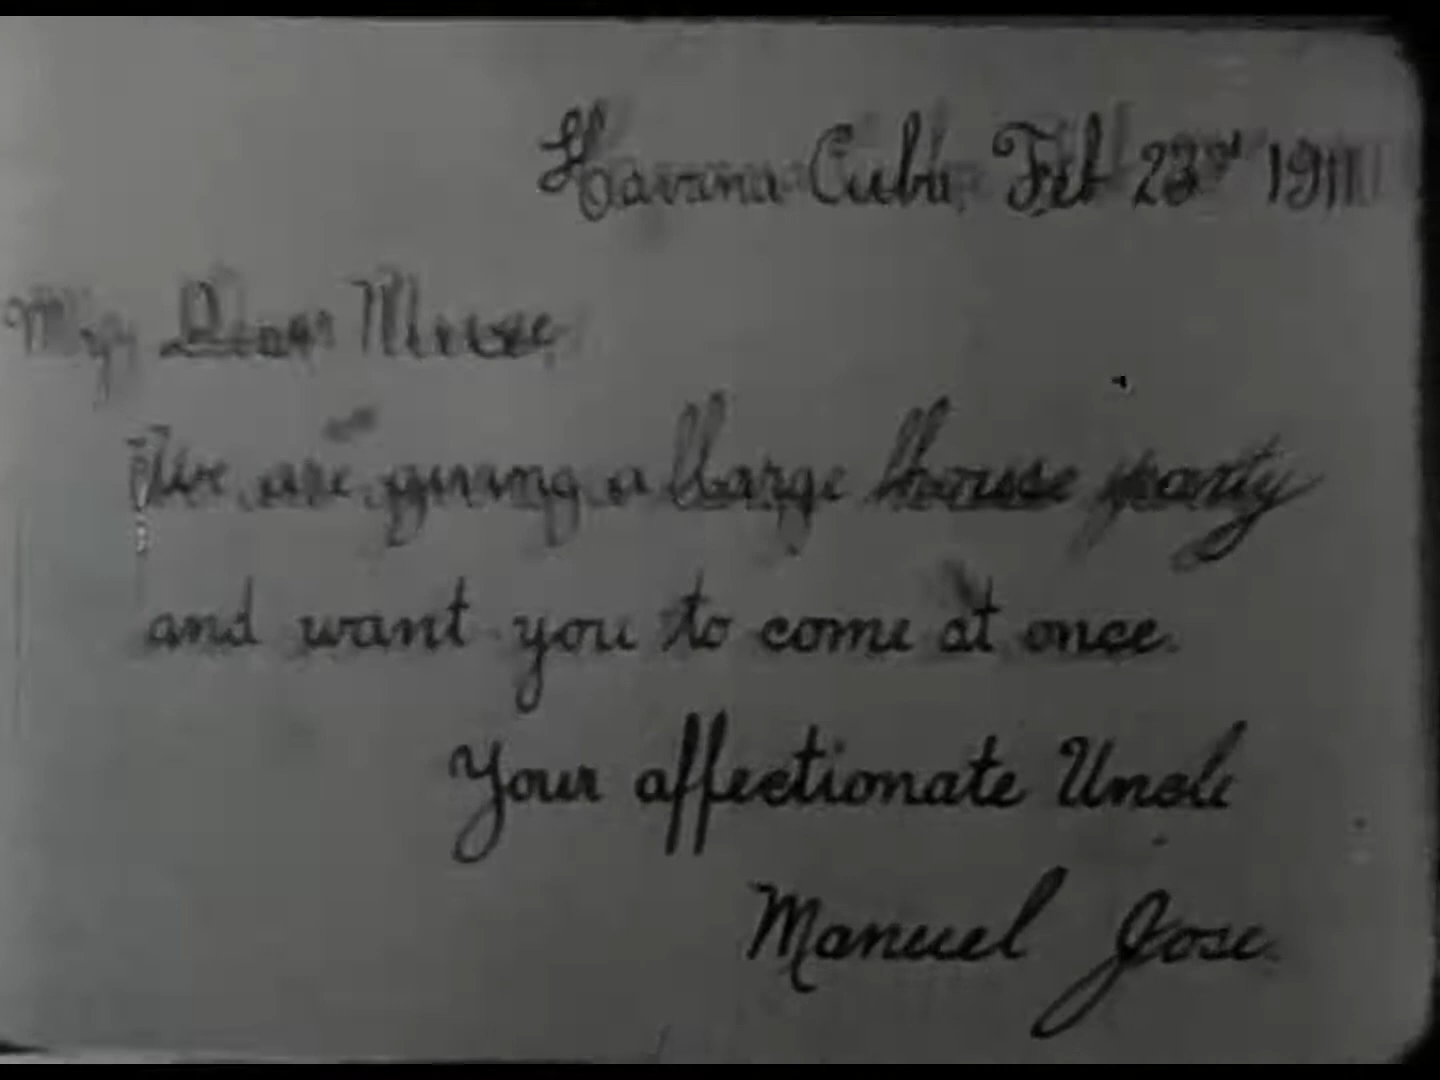 Havana Cuba, Feb 23rd 1911
My Dear
We are giving a large house party
and want you to come at once.
Your affectionate Uncle
Manuel Jose.